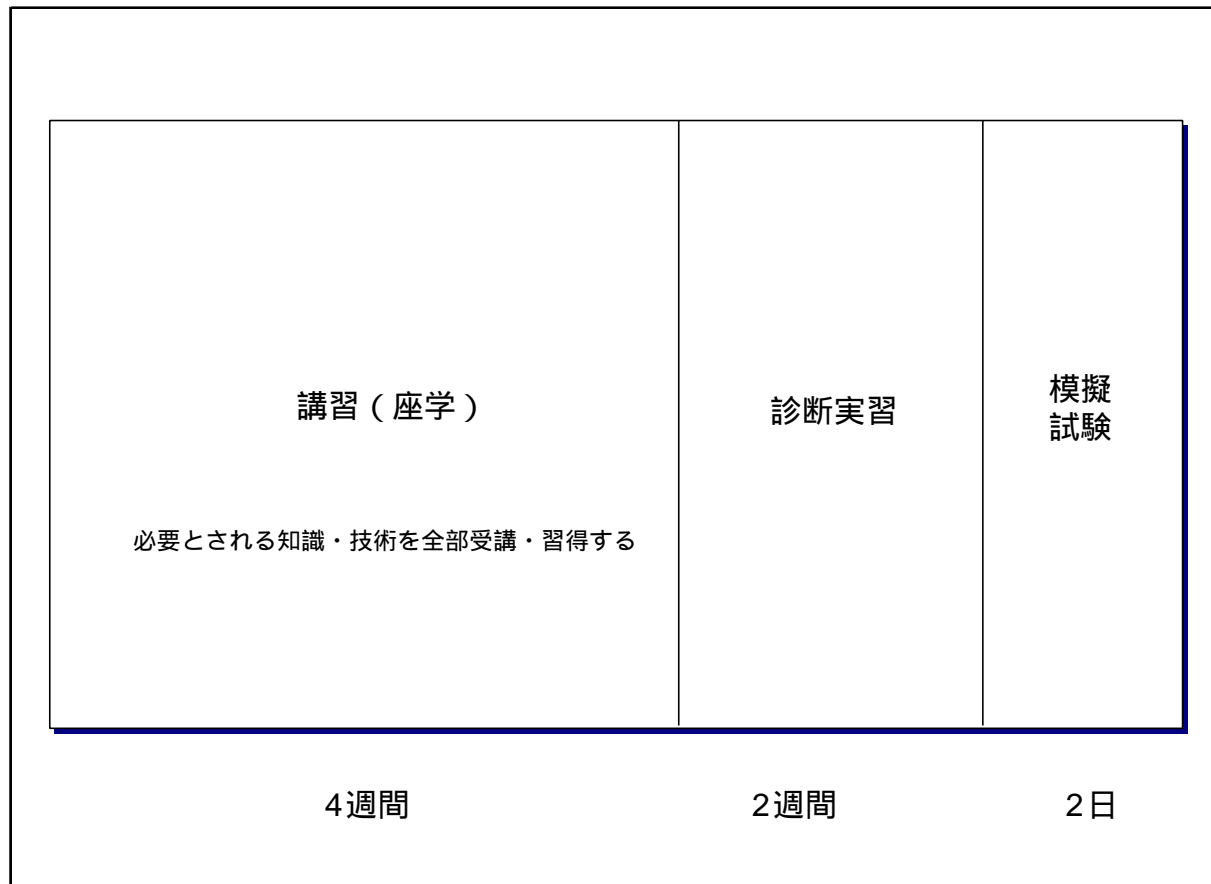 講習（座学）
必要とされる知識・技術を全部受講・習得する
診断実習
模擬
試験
4週間
2週間
2日